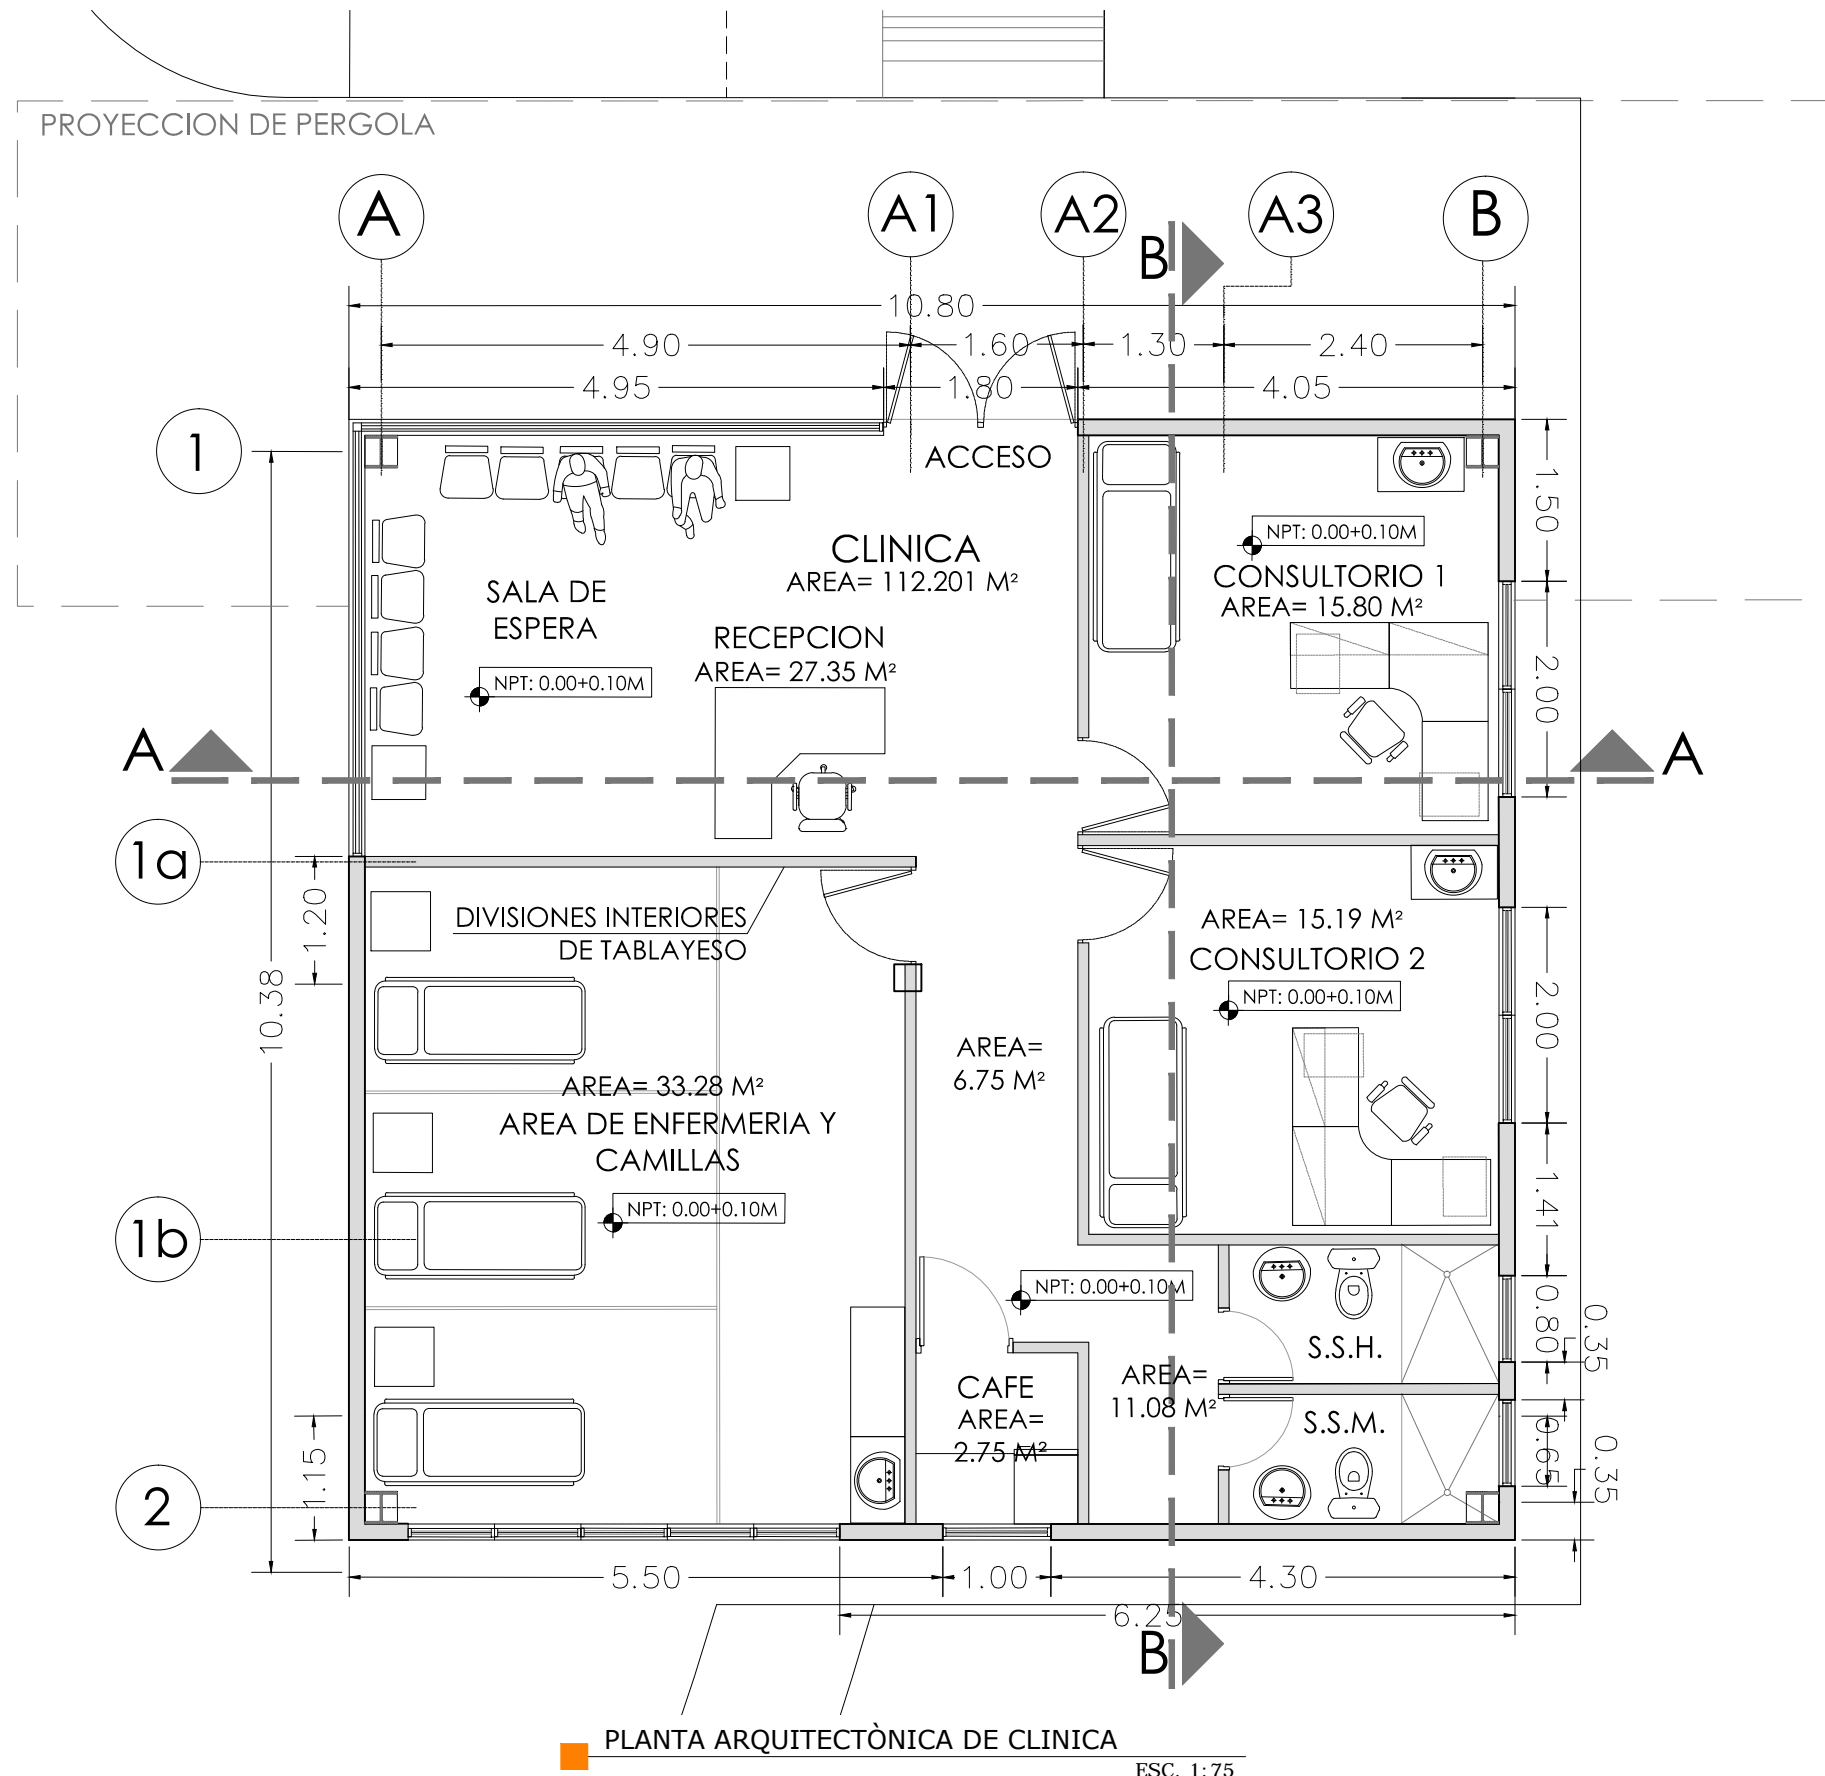 PROYECCION DE PERGOLA
A
A1
A2
A3
B
B
10.80
4.90
1.60
1.30
2.40
4.95
1.80
4.05
1
ACCESO
1.50
NPT: 0.00+0.10M
CLINICA
AREA= 112.201 M²
CONSULTORIO 1
AREA= 15.80 M²
SALA DE
ESPERA
RECEPCION
AREA= 27.35 M²
NPT: 0.00+0.10M
2.00
A
A
1a
1.20
DIVISIONES INTERIORES
DE TABLAYESO
AREA= 15.19 M²
CONSULTORIO 2
NPT: 0.00+0.10M
10.38
2.00
AREA=
6.75 M²
AREA= 33.28 M²
AREA DE ENFERMERIA Y
CAMILLAS
NPT: 0.00+0.10M
1.41
1b
NPT: 0.00+0.10M
0.80
0.35
S.S.H.
CAFE
AREA=
2.75 M²
AREA=
11.08 M²
S.S.M.
0.65
0.35
1.15
2
5.50
1.00
4.30
6.25
B
PLANTA ARQUITECTÒNICA DE CLINICA
ESC. 1:75